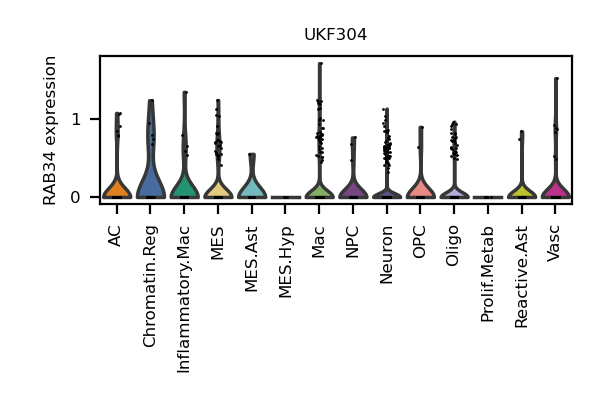 UKF304
RAB34 expression
1
0
AC
Chromatin.Reg
Inflammatory.Mac
MES
MES.Ast
MES.Hyp
Mac
NPC
Neuron
OPC
Oligo
Prolif.Metab
Reactive.Ast
Vasc